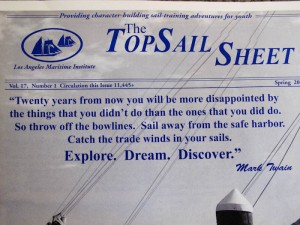 Providing character-building sail-training adventures for youth
The
TOPSAIL SHEET
Los Angeles Maritime Institute
Vol. 17, Number 1 Circulation this Issue 11,445+ Spring 20
“Twenty years from now you will be more disappointed by
the things that you didn’t do than the ones that you did do.
So throw off the bowlines. Sail away from the safe harbor.
Catch the trade winds in your sails.
Explore. Dream. Discover.”
Mark Twain